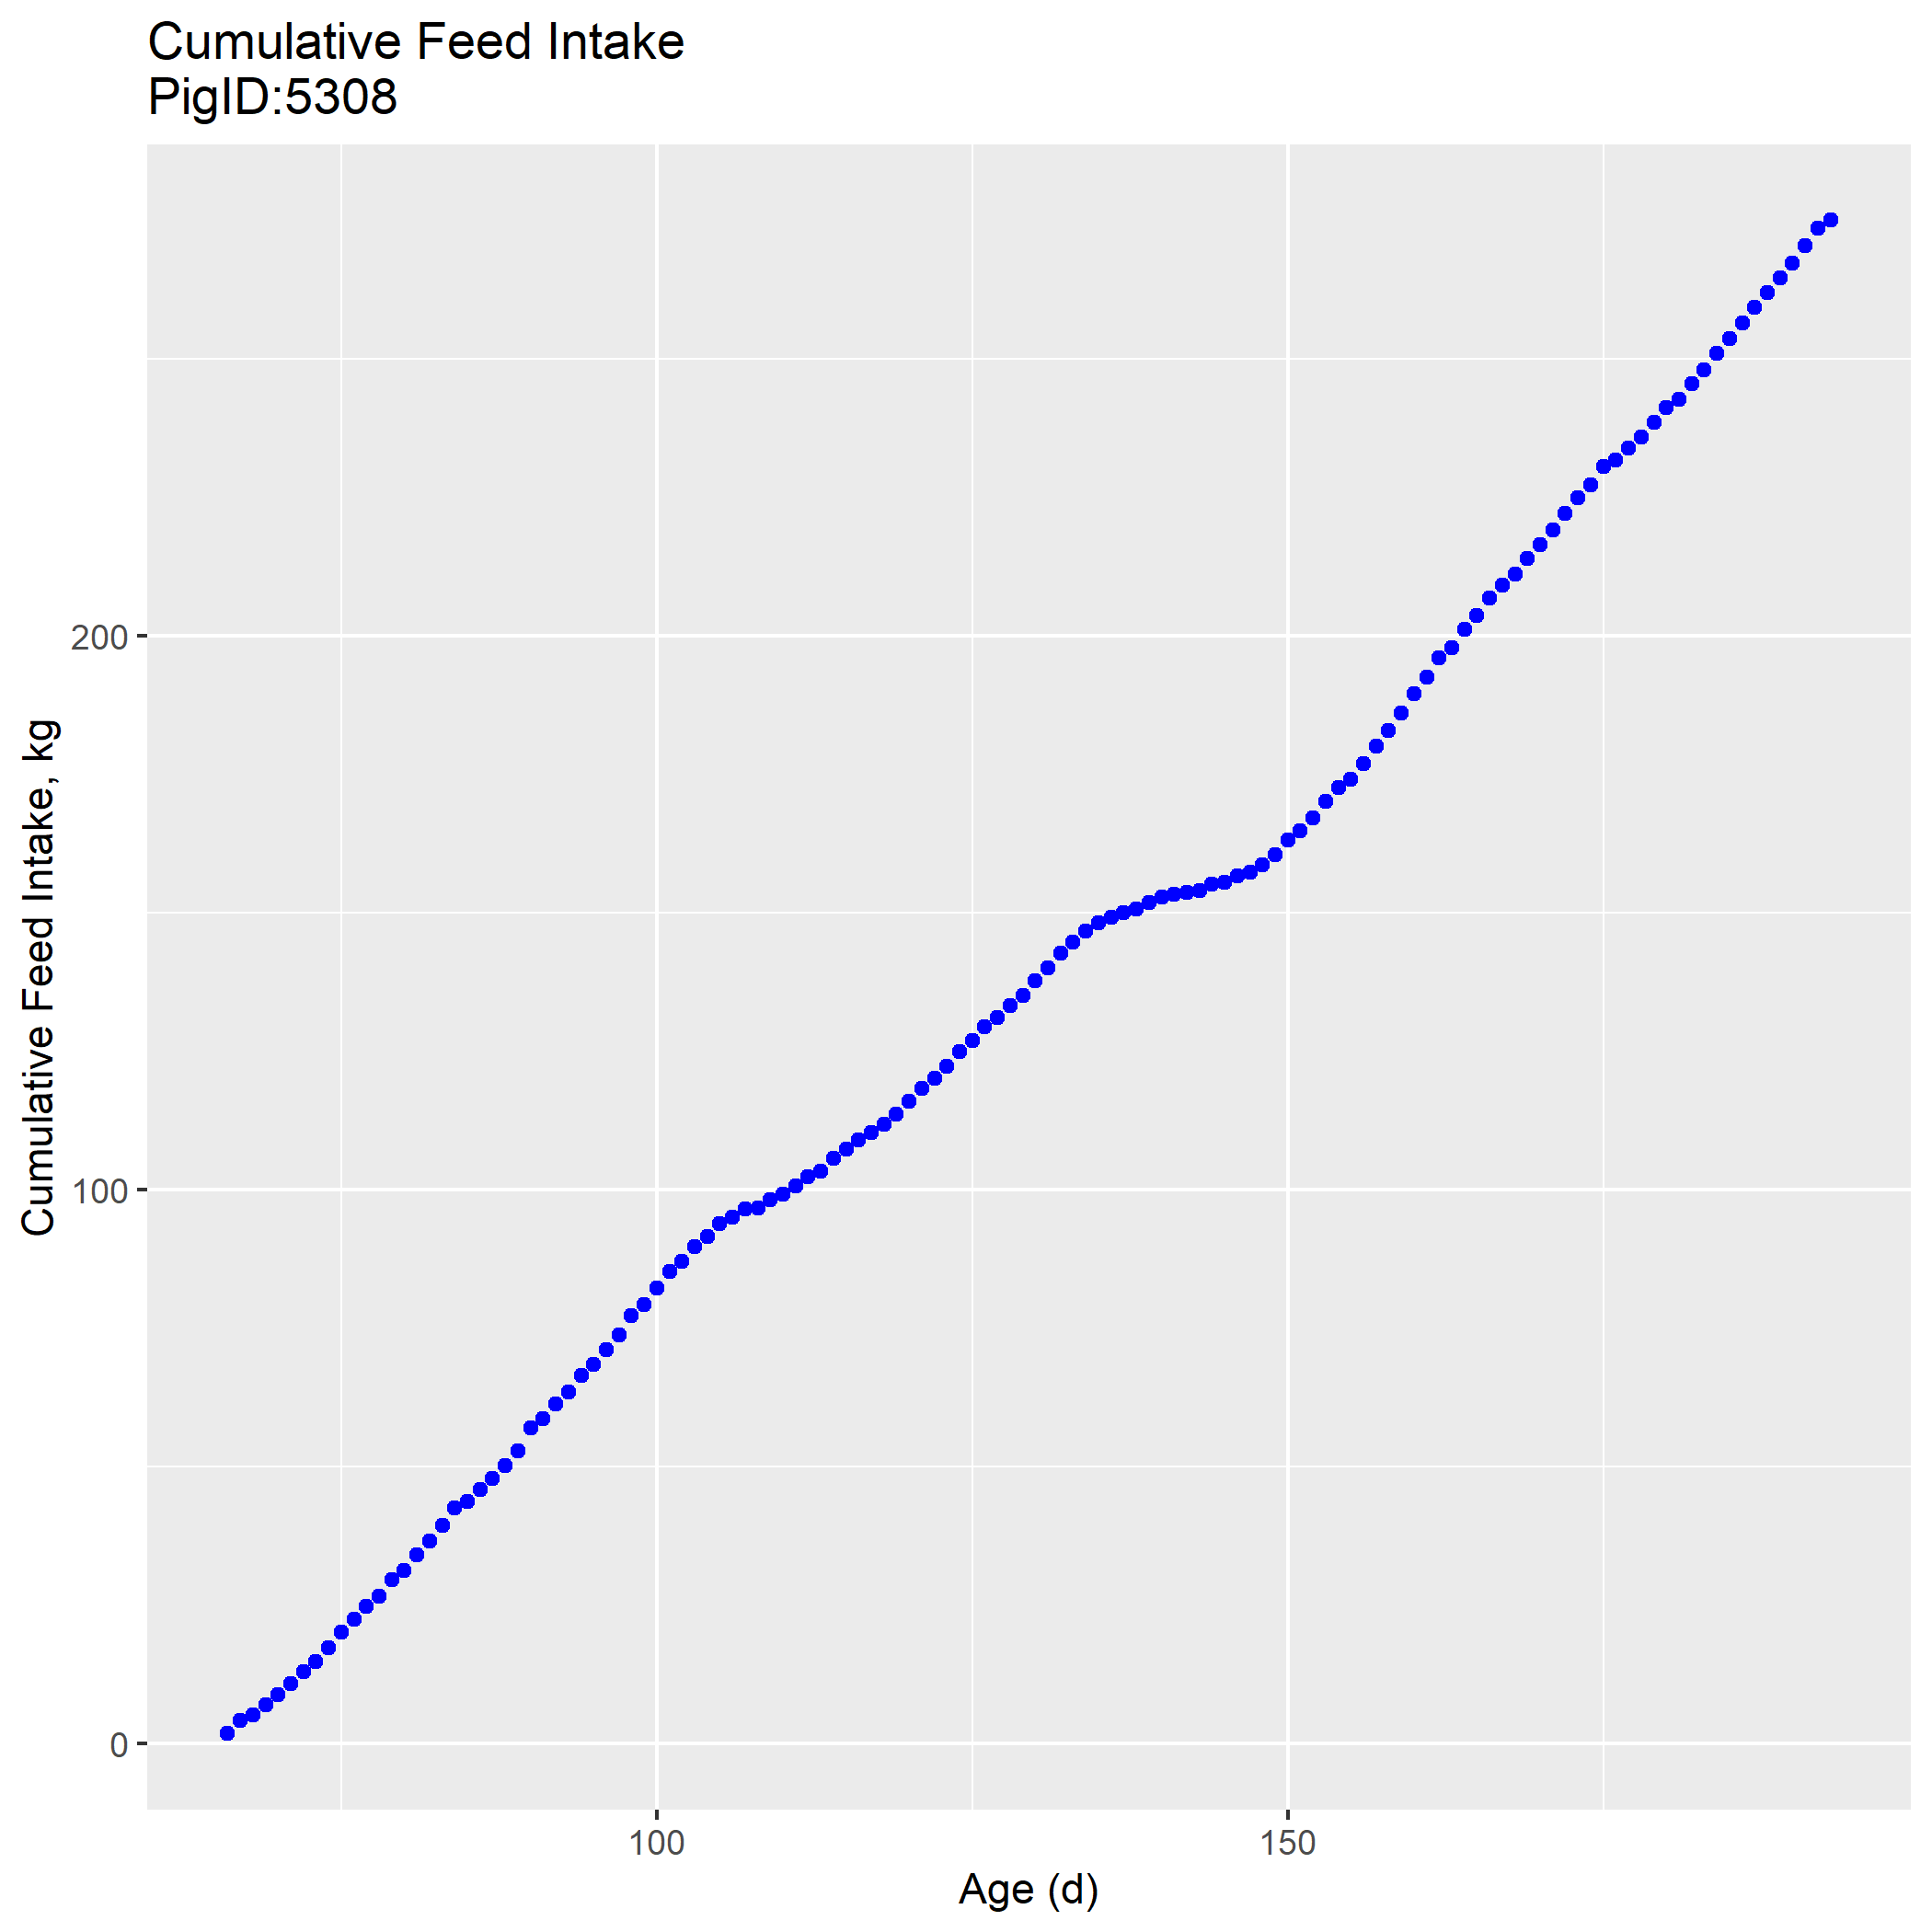 Cumulative Feed Intake
PigID:5308
Cumulative Feed Intake, kg
200
100
0
100
150
Age (d)